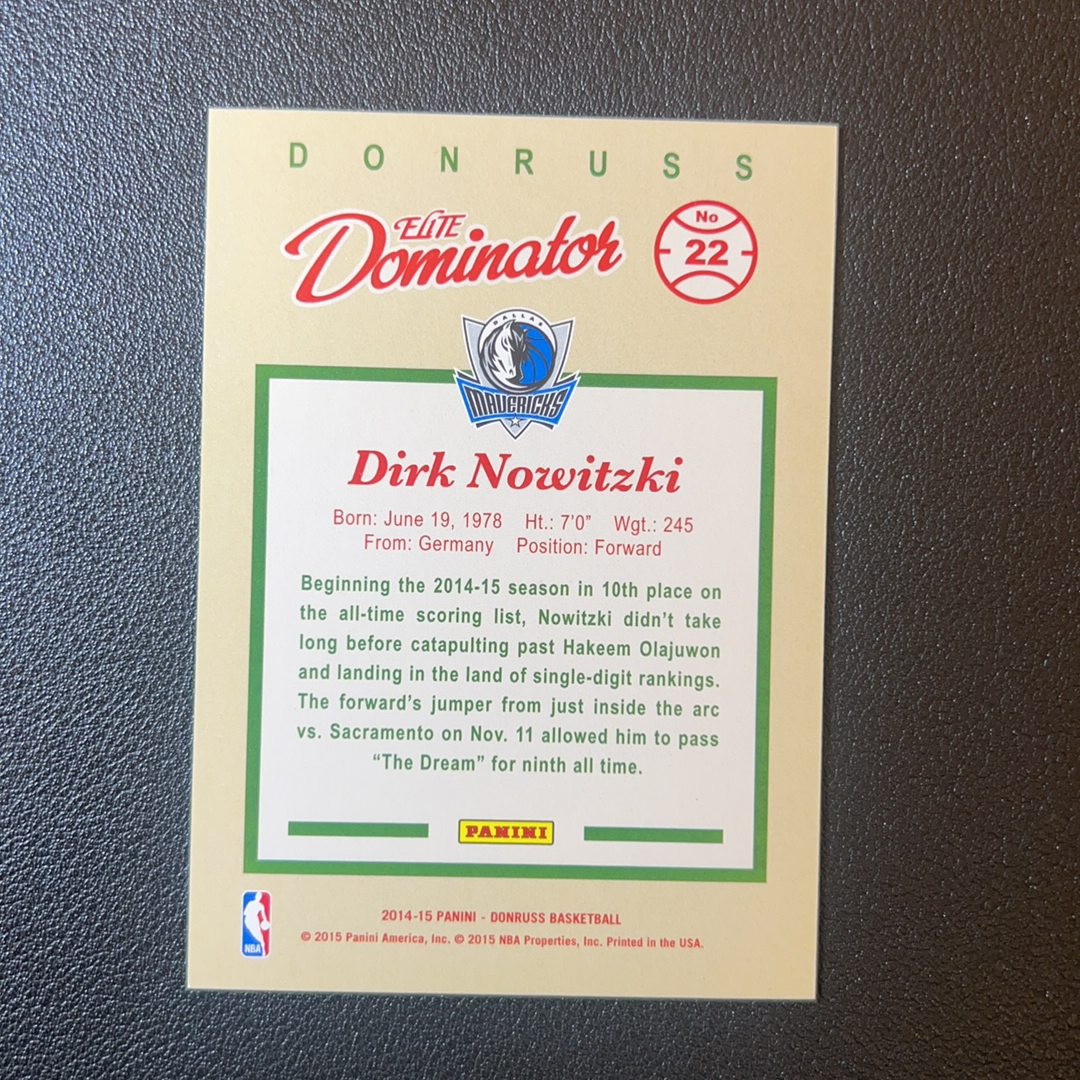 DONRUSS
ELITE
Dominator
No
22
DALLAS
MAVERICKS
Dirk Nowitzki
Born: June 19, 1978 Ht.: 7'0" Wgt.: 245
From: Germany Position: Forward
Beginning the 2014-15 season in 10th place on
the all-time scoring list, Nowitzki didn't take
long before catapulting past Hakeem Olajuwon
and landing in the land of single-digit rankings.
The forward's jumper from just inside the arc
vs. Sacramento on Nov. 11 allowed him to pass
“The Dream” for ninth all time.
PANINI
NBA
2014-15 PANINI - DONRUSS BASKETBALL
© 2015 Panini America, Inc. © 2015 NBA Properties, Inc. Printed in the USA.